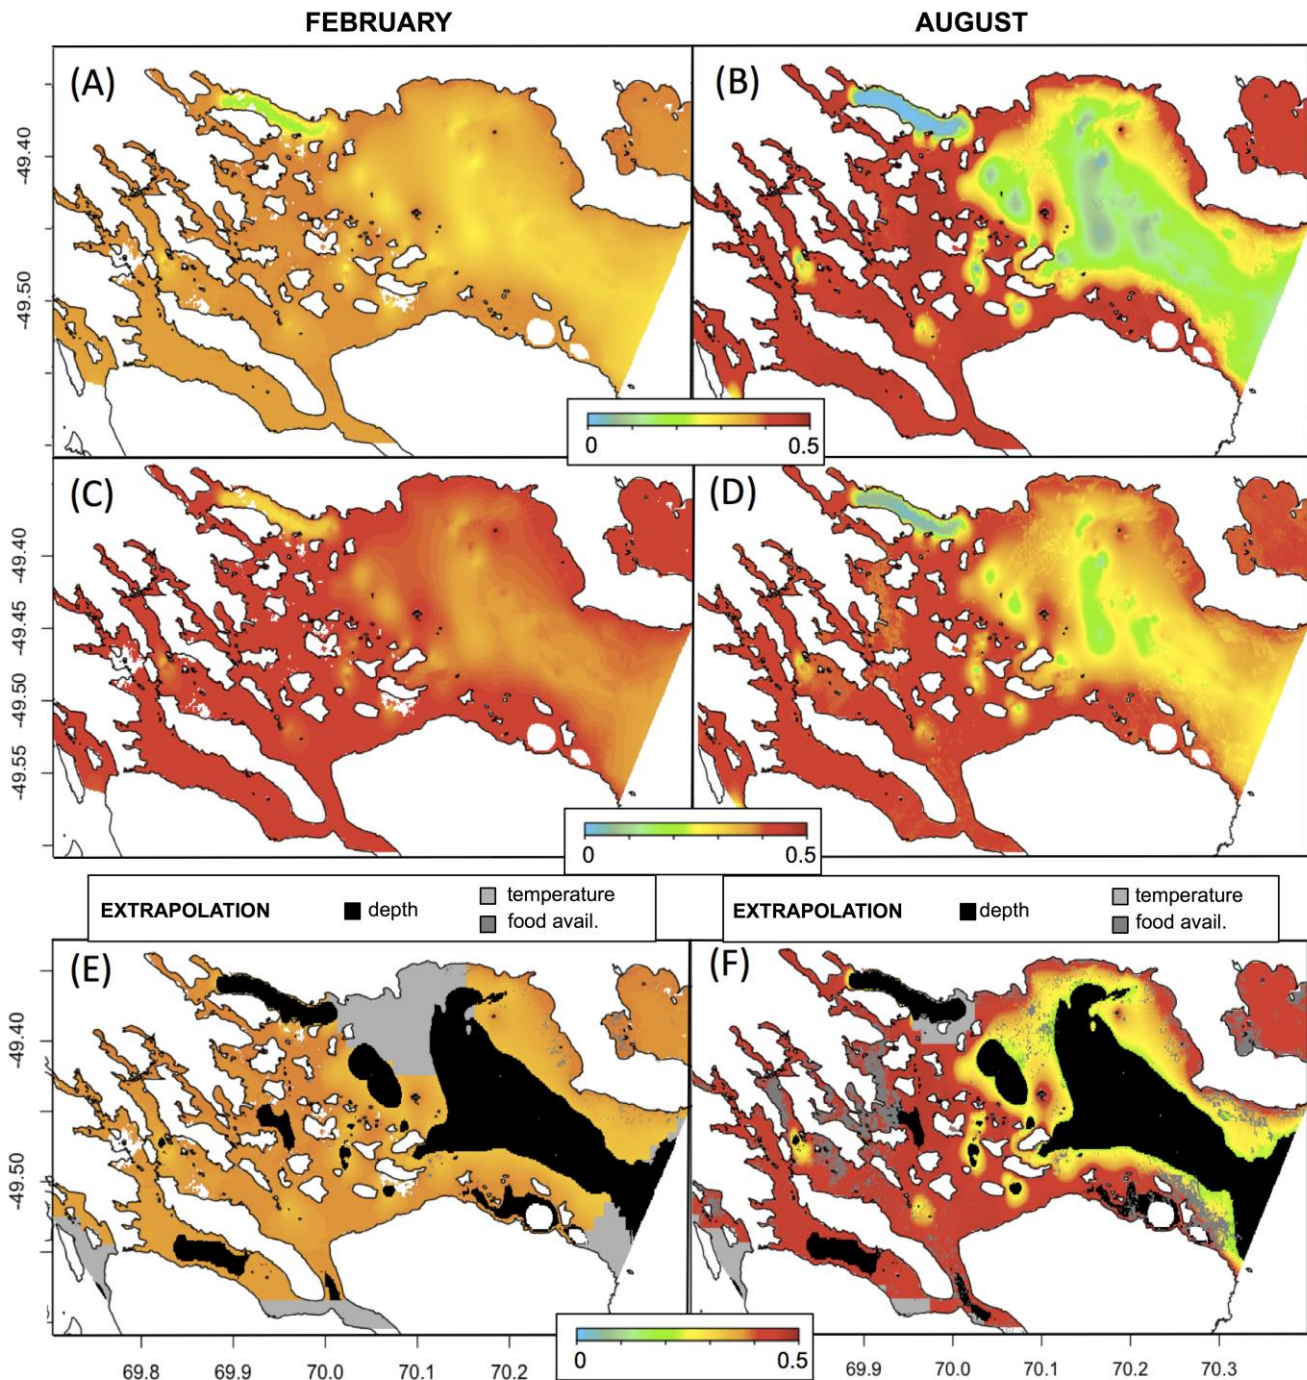 FEBRUARY AUGUST
(A) (B)
-49.40
-49.50
0 0.5
(C) (D)
-49.40
-49.45
-49.50
-49.55
0 0.5
EXTRAPOLATION depth temperature food avail.
EXTRAPOLATION depth temperature food avail.
(E) (F)
-49.40
-49.50
0 0.5
69.8 69.9 70.0 70.1 70.2 69.9 70.0 70.1 70.2 70.3